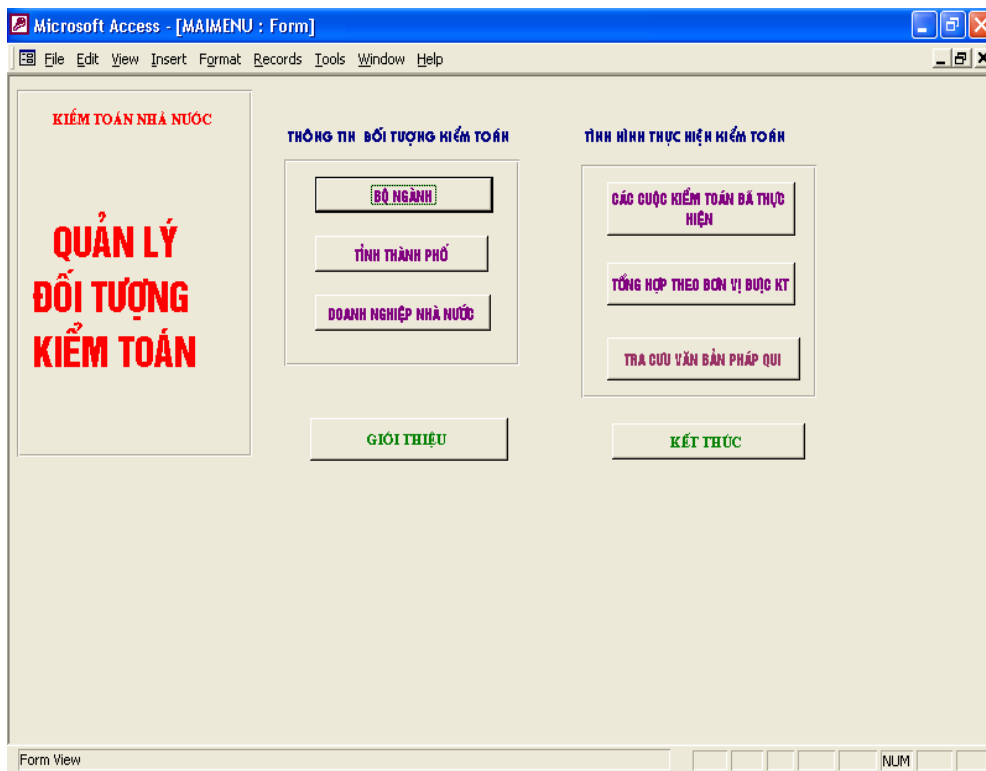 Microsoft Access - [MAIMENU : Form]
File Edit View Insert Format Records Tools Window Help
KIỂM TOÁN NHÀ NƯỚC
QUẢN LÝ
ĐỐI TƯỢNG
KIỂM TOÁN
THÔNG TIN ĐỐI TƯỢNG KIỂM TOÁN
BỘ NGÀNH
TỈNH THÀNH PHỐ
DOANH NGHIỆP NHÀ NƯỚC
GIỚI THIỆU
TÌNH HÌNH THỰC HIỆN KIỂM TOÁN
CÁC CUỘC KIỂM TOÁN ĐÃ THỰC
HIỆN
TỔNG HỢP THEO ĐƠN VỊ ĐƯỢC KT
TRA CƯU VĂN BẢN PHÁP QUI
KẾT THÚC
Form View
NUM